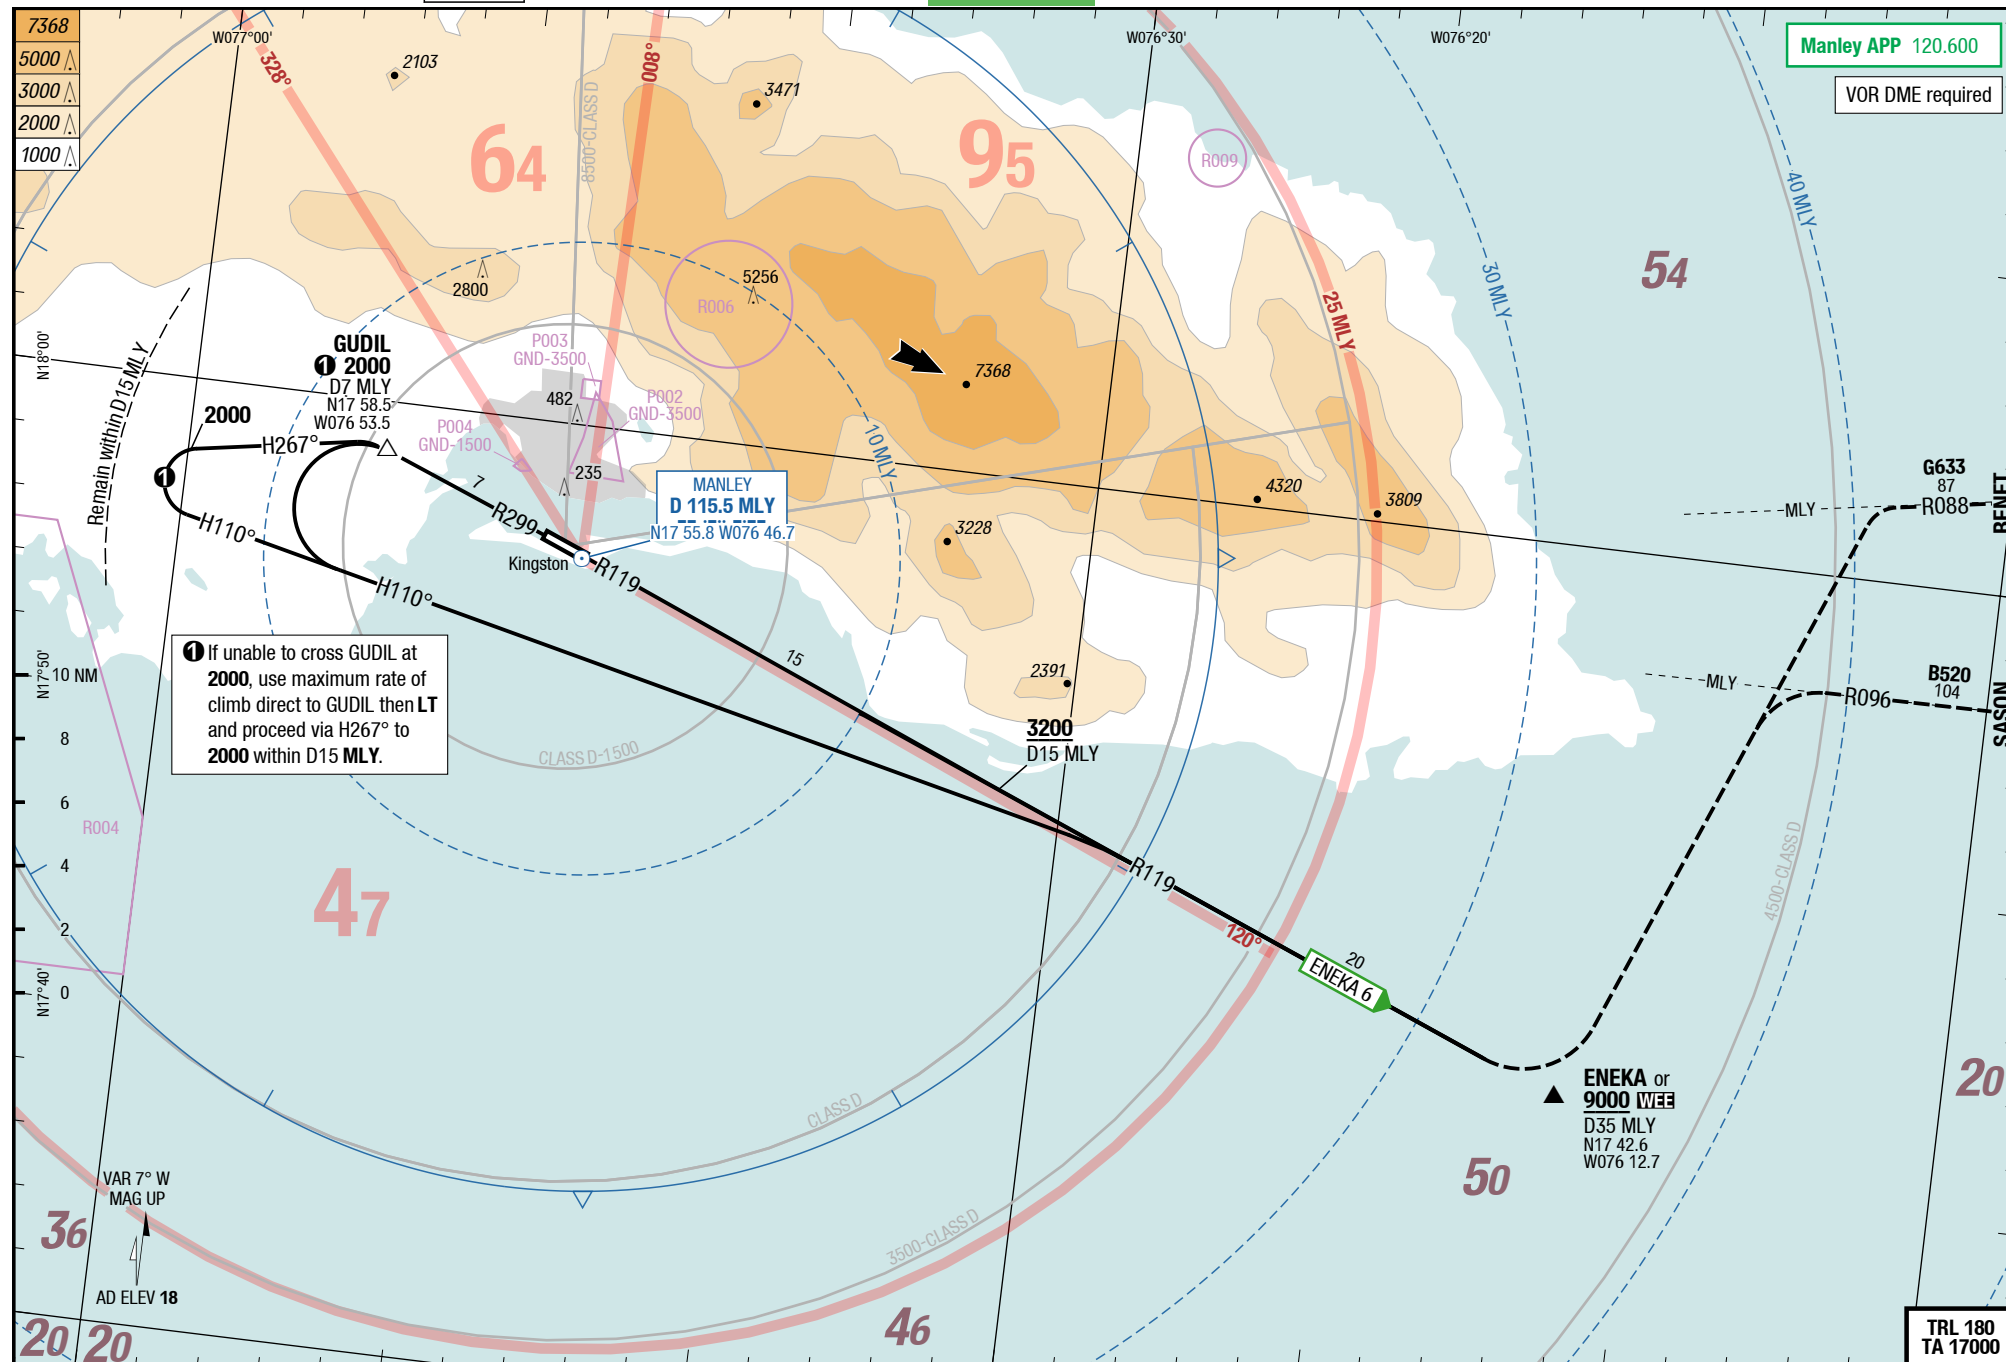 7368
5000
3000
2000
1000
W077°00'
W076°30'
W076°20'
Manley APP 120.600
VOR DME required
328°
008°
2103
3471
64
95
8500-CLASS D
R009
40 MLY
30 MLY
25 MLY
54
2800
5256
R006
N18°00'
Remain within D15 MLY
GUDIL
1 2000
D7 MLY
N17 58.5
W076 53.5
P003
GND-3500
7368
2000
482
P002
GND-3500
P004
GND-1500
H267°
10 MLY
1
7
235
MANLEY
D 115.5 MLY
N17 55.8 W076 46.7
4320
3809
3228
G633
87
MLY
R088
BENET
H110°
R299
Kingston
R119
H110°
1 If unable to cross GUDIL at
2000, use maximum rate of
climb direct to GUDIL then LT
and proceed via H267° to
2000 within D15 MLY.
15
2391
N17°50'
10 NM
8
6
4
2
0
MLY
B520
104
R096
SASON
3200
D15 MLY
CLASS D-1500
R004
47
R119
4500-CLASS D
120°
20
ENEKA 6
N17°40'
ENEKA or
9000 WEE
D35 MLY
N17 42.6
W076 12.7
20
CLASS D
50
VAR 7° W
MAG UP
36
3500-CLASS D
AD ELEV 18
20 20
46
TRL 180
TA 17000